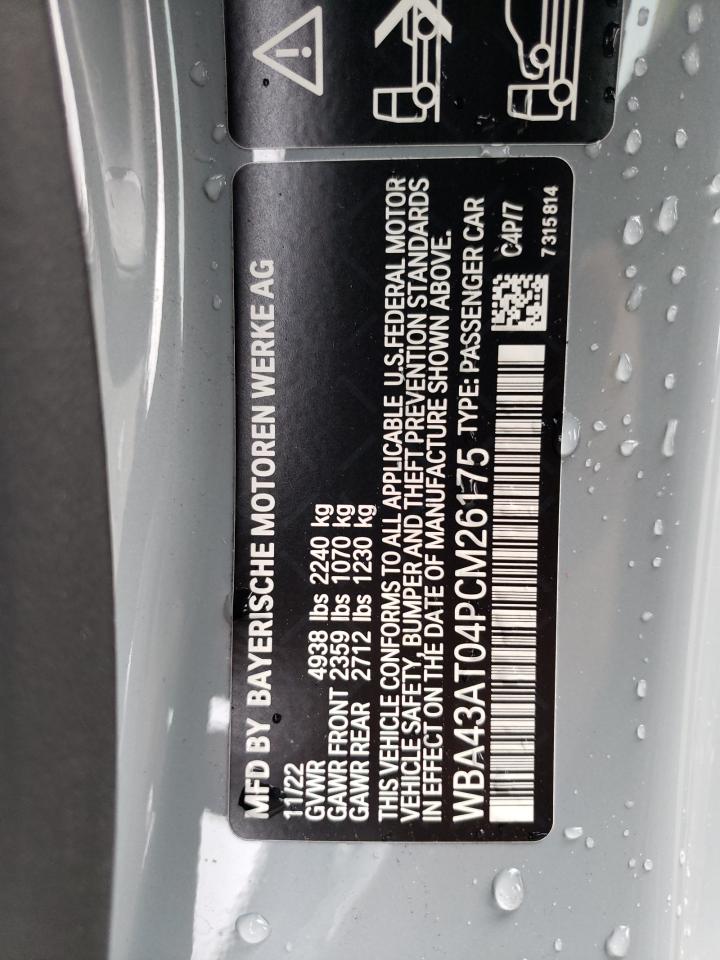 MFD BY BAYERISCHE MOTOREN WERKE AG
11/22
GVWR 4938 lbs 2240 kg
GAWR FRONT 2359 lbs 1070 kg
GAWR REAR 2712 lbs 1230 kg
THIS VEHICLE CONFORMS TO ALL APPLICABLE U.S.FEDERAL MOTOR
VEHICLE SAFETY, BUMPER AND THEFT PREVENTION STANDARDS
IN EFFECT ON THE DATE OF MANUFACTURE SHOWN ABOVE.
WBA43AT04PCM26175 TYPE: PASSENGER CAR
C4P/7
7 315 814